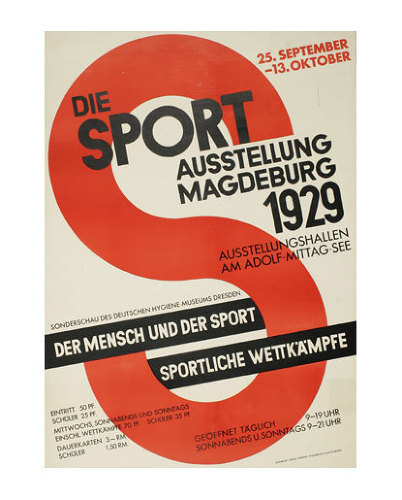 25. SEPTEMBER
–13. OKTOBER
DIE
SPORT
AUSSTELLUNG
MAGDEBURG
1929
AUSSTELLUNGSHALLEN
AM ADOLF-MITTAG-SEE
SONDERSCHAU DES DEUTSCHEN HYGIENE MUSEUMS DRESDEN
DER MENSCH UND DER SPORT
SPORTLICHE WETTKÄMPFE
EINTRITT 50 PF
SCHÜLER 25 PF.
MITTWOCHS, SONNABENDS UND SONNTAGS
EINSCHL. WETTKÄMPFE 70 PF. SCHÜLER 35 PF
DAUERKARTEN 3.— RM.
SCHÜLER 1.50 RM.
GEÖFFNET TÄGLICH 9–19 UHR
SONNABENDS U. SONNTAGS 9–21 UHR